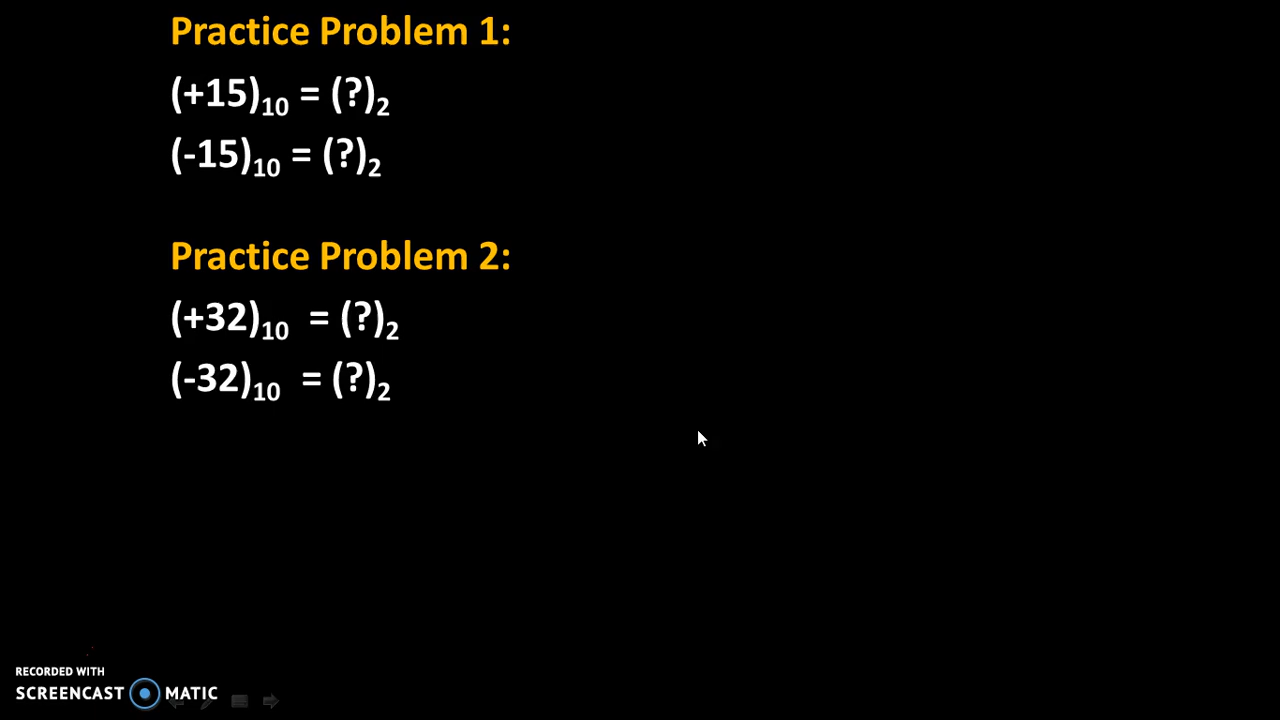 Practice Problem 1:
(+15)₁₀ = (?)₂
(-15)₁₀ = (?)₂
Practice Problem 2:
(+32)₁₀ = (?)₂
(-32)₁₀ = (?)₂
RECORDED WITH
SCREENCAST MATIC